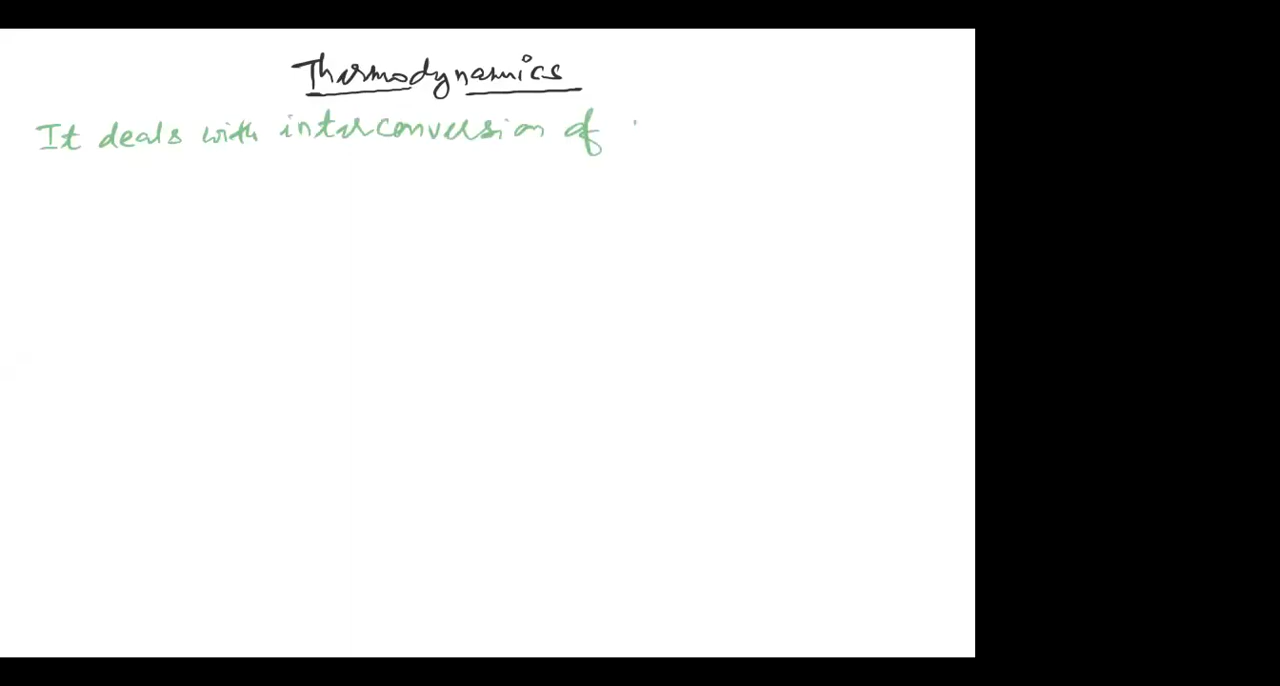 Thermodynamics
It deals with interconversion of